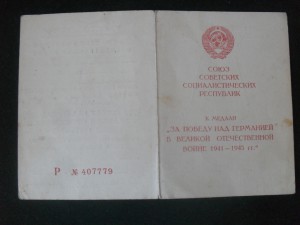 Р № 407779
СОЮЗ
СОВЕТСКИХ
СОЦИАЛИСТИЧЕСКИХ
РЕСПУБЛИК
К МЕДАЛИ
„ЗА ПОБЕДУ НАД ГЕРМАНИЕЙ
В ВЕЛИКОЙ ОТЕЧЕСТВЕННОЙ
ВОЙНЕ 1941—1945 гг.“